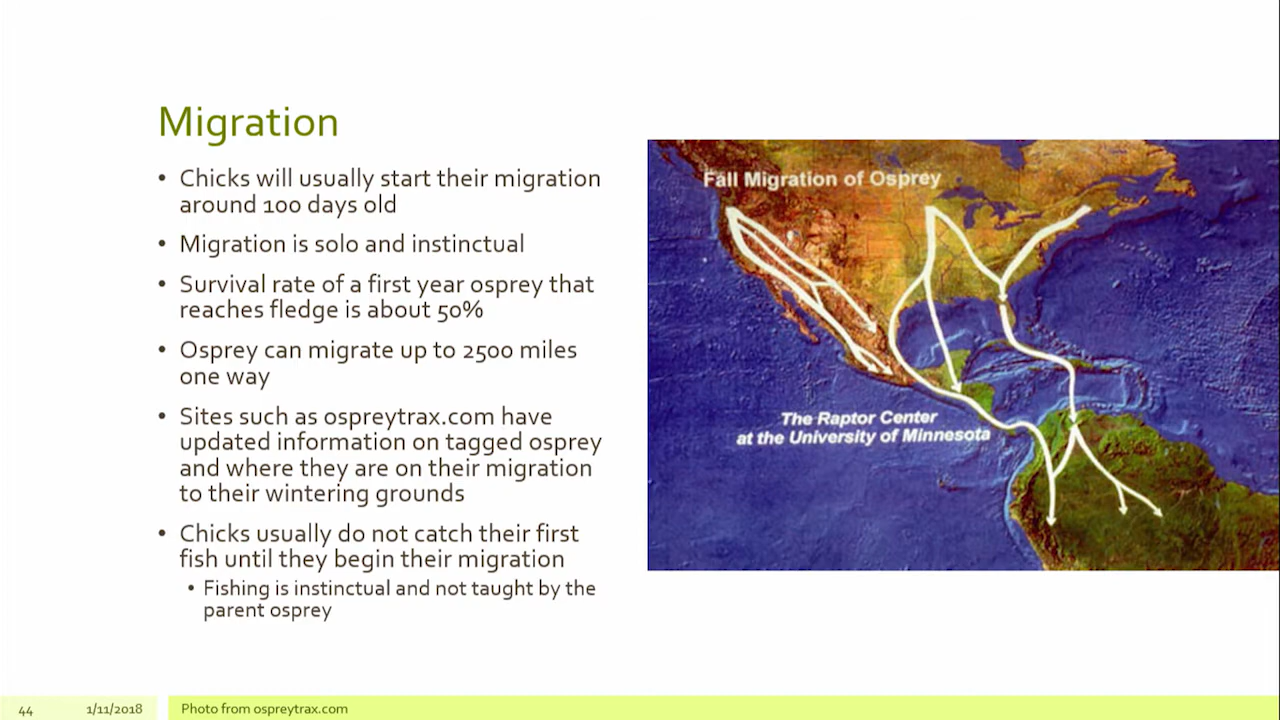 Migration
• Chicks will usually start their migration
around 100 days old
• Migration is solo and instinctual
• Survival rate of a first year osprey that
reaches fledge is about 50%
• Osprey can migrate up to 2500 miles
one way
• Sites such as ospreytrax.com have
updated information on tagged osprey
and where they are on their migration
to their wintering grounds
• Chicks usually do not catch their first
fish until they begin their migration
• Fishing is instinctual and not taught by the
parent osprey
Fall Migration of Osprey
The Raptor Center
at the University of Minnesota
44
1/11/2018
Photo from ospreytrax.com